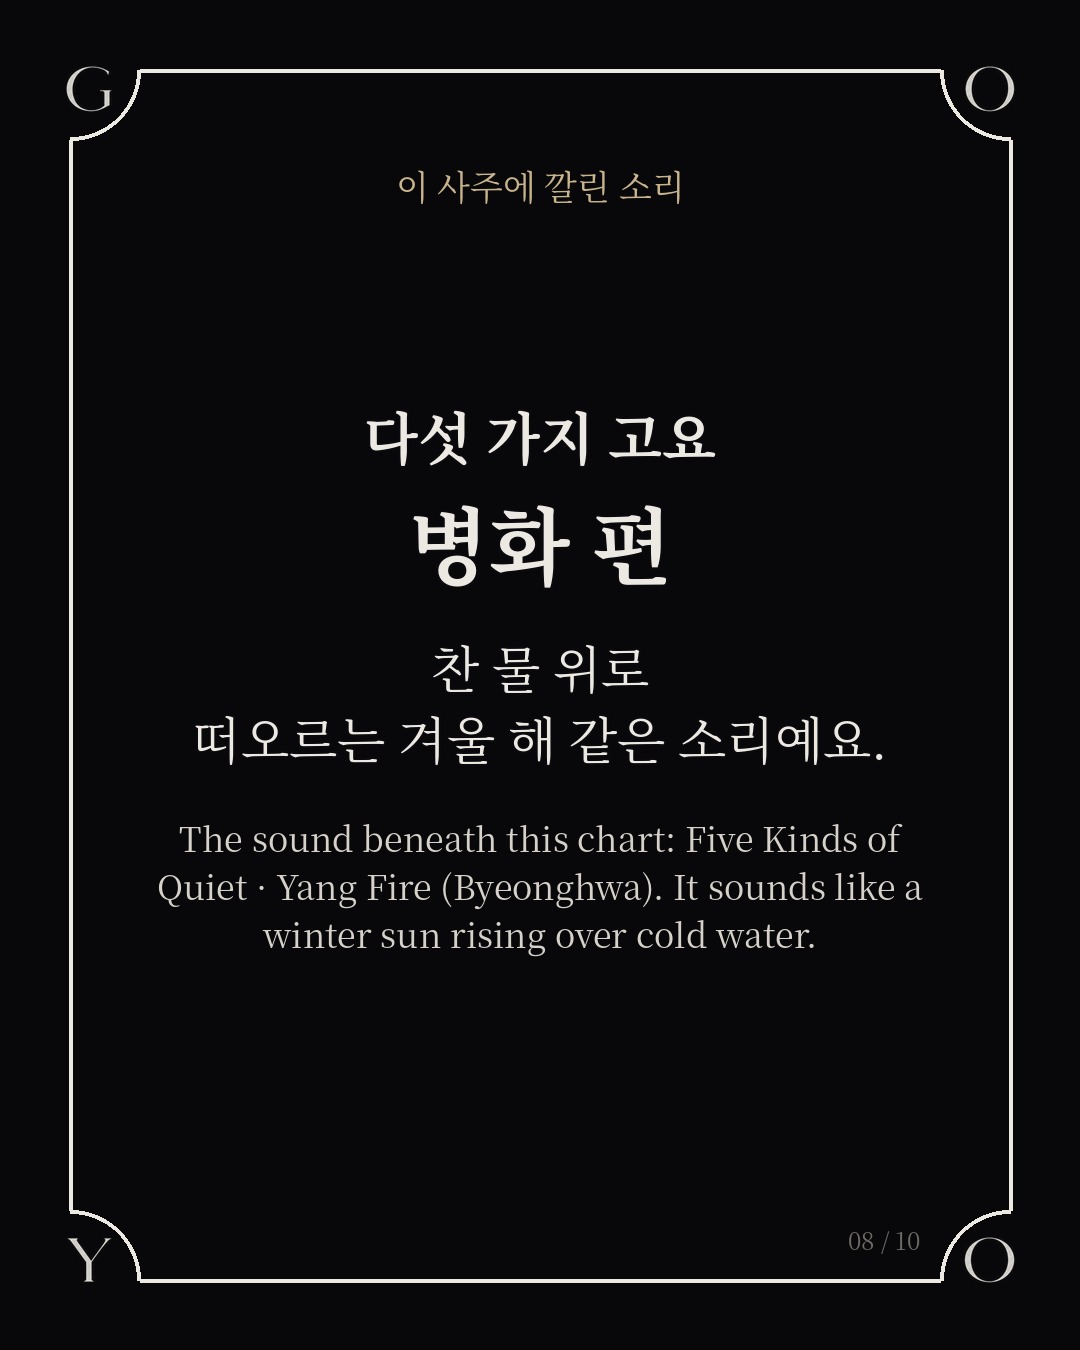 G
O
이 사주에 깔린 소리
다섯 가지 고요
병화 편
찬 물 위로
떠오르는 겨울 해 같은 소리예요.
The sound beneath this chart: Five Kinds of
Quiet · Yang Fire (Byeonghwa). It sounds like a
winter sun rising over cold water.
08 / 10
Y
O